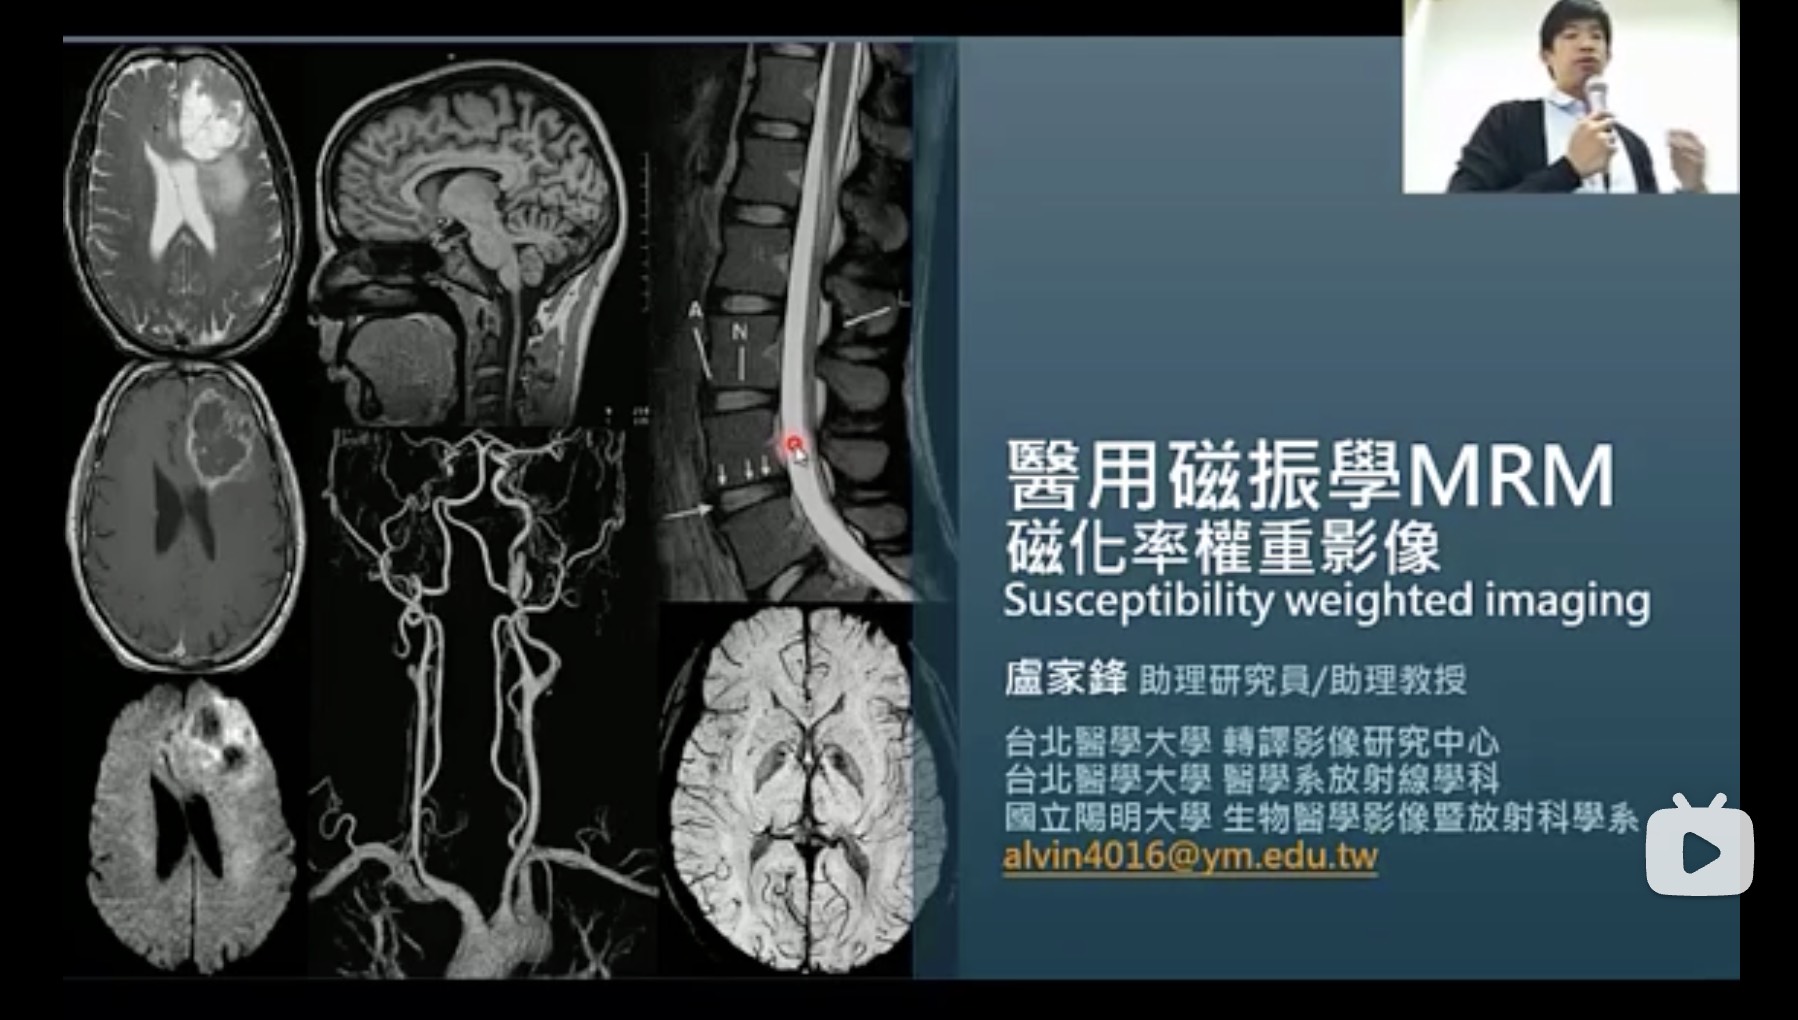 A
N
L
醫用磁振學MRM
磁化率權重影像
Susceptibility weighted imaging
盧家鋒 助理研究員/助理教授
台北醫學大學 轉譯影像研究中心
台北醫學大學 醫學系放射線學科
國立陽明大學 生物醫學影像暨放射科學系
alvin4016@ym.edu.tw